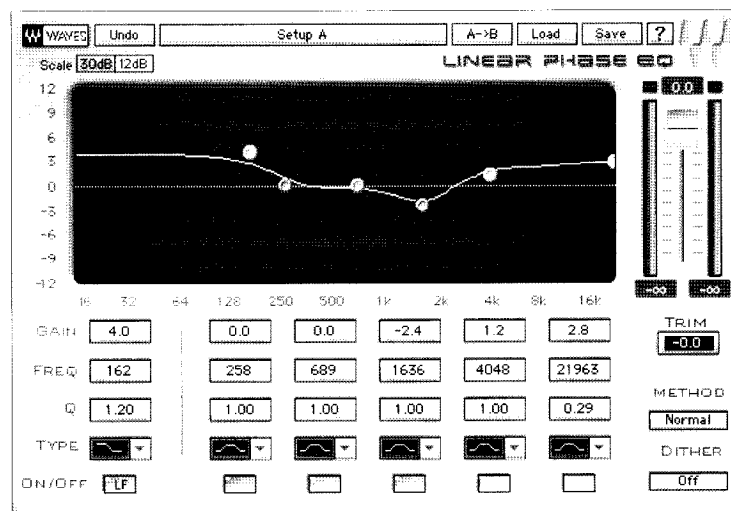 WAVES Undo Setup A A->B Load Save ?
Scale 30dB 12dB LINEAR PHASE EQ
0.0
12
9
6
3
0
-3
-6
-9
-12
16 32 64 128 250 500 1k 2k 4k 8k 16k
-∞ -∞
GAIN 4.0 0.0 0.0 -2.4 1.2 2.8
TRIM
-0.0
FREQ 162 258 689 1636 4048 21963
Q 1.20 1.00 1.00 1.00 1.00 0.29
METHOD
Normal
TYPE
DITHER
Off
ON/OFF LF